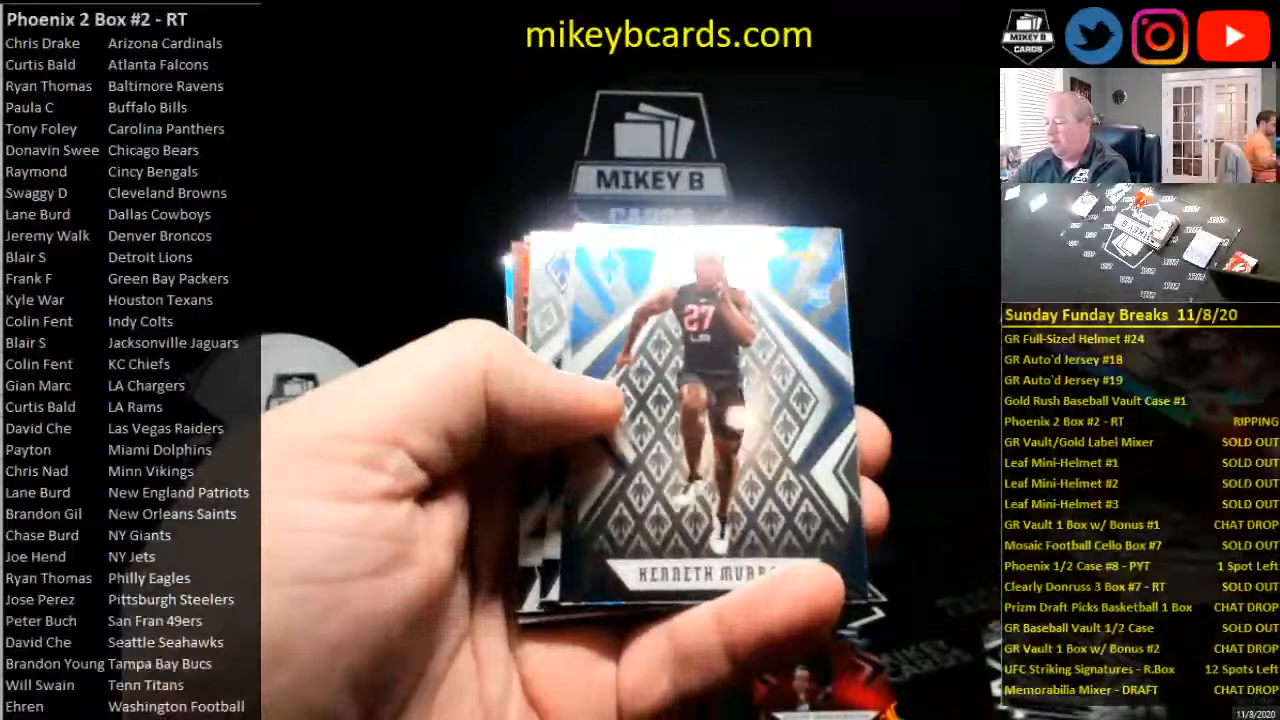 Phoenix 2 Box #2 - RT
Chris Drake Arizona Cardinals
Curtis Bald Atlanta Falcons
Ryan Thomas Baltimore Ravens
Paula C Buffalo Bills
Tony Foley Carolina Panthers
Donavin Swee Chicago Bears
Raymond Cincy Bengals
Swaggy D Cleveland Browns
Lane Burd Dallas Cowboys
Jeremy Walk Denver Broncos
Blair S Detroit Lions
Frank F Green Bay Packers
Kyle War Houston Texans
Colin Fent Indy Colts
Blair S Jacksonville Jaguars
Colin Fent KC Chiefs
Gian Marc LA Chargers
Curtis Bald LA Rams
David Che Las Vegas Raiders
Payton Miami Dolphins
Chris Nad Minn Vikings
Lane Burd New England Patriots
Brandon Gil New Orleans Saints
Chase Burd NY Giants
Joe Hend NY Jets
Ryan Thomas Philly Eagles
Jose Perez Pittsburgh Steelers
Peter Buch San Fran 49ers
David Che Seattle Seahawks
Brandon Young Tampa Bay Bucs
Will Swain Tenn Titans
Ehren Washington Football
mikeybcards.com
MIKEY B
CARDS
27
LB
KENNETH
MIKEY B
CARDS
Sunday Funday Breaks 11/8/20
GR Full-Sized Helmet #24
GR Auto'd Jersey #18
GR Auto'd Jersey #19
Gold Rush Baseball Vault Case #1
Phoenix 2 Box #2 - RT RIPPING
GR Vault/Gold Label Mixer SOLD OUT
Leaf Mini-Helmet #1 SOLD OUT
Leaf Mini-Helmet #2 SOLD OUT
Leaf Mini-Helmet #3 SOLD OUT
GR Vault 1 Box w/ Bonus #1 CHAT DROP
Mosaic Football Cello Box #7 SOLD OUT
Phoenix 1/2 Case #8 - PYT 1 Spot Left
Clearly Donruss 3 Box #7 - RT SOLD OUT
Prizm Draft Picks Basketball 1 Box CHAT DROP
GR Baseball Vault 1/2 Case SOLD OUT
GR Vault 1 Box w/ Bonus #2 CHAT DROP
UFC Striking Signatures - R.Box 12 Spots Left
Memorabilia Mixer - DRAFT CHAT DROP
11/8/2020